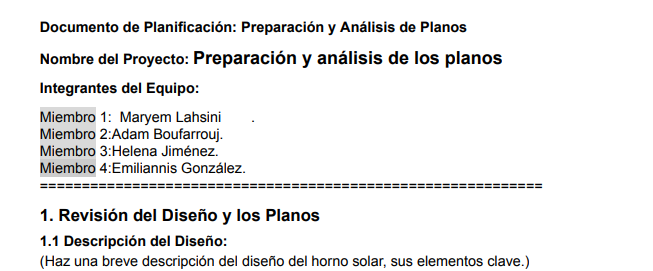 Documento de Planificación: Preparación y Análisis de Planos
Nombre del Proyecto: Preparación y análisis de los planos
Integrantes del Equipo:
Miembro 1:  Maryem Lahsini       .
Miembro 2:Adam Boufarrouj.
Miembro 3:Helena Jiménez.
Miembro 4:Emiliannis González.
============================================================
1. Revisión del Diseño y los Planos
1.1 Descripción del Diseño:
(Haz una breve descripción del diseño del horno solar, sus elementos clave.)